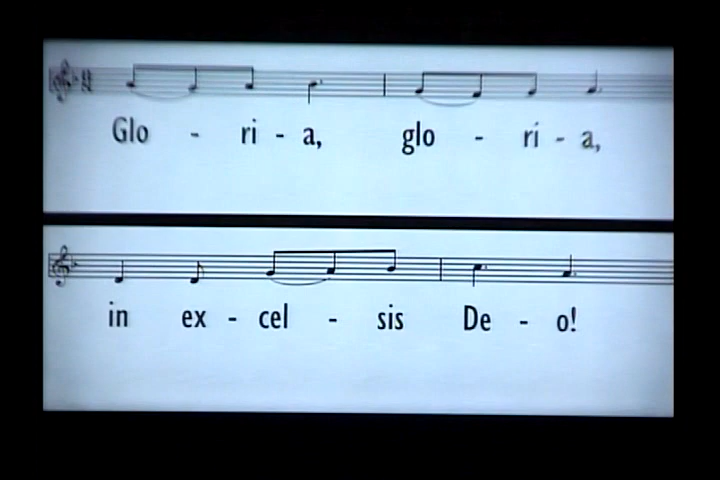 Glo - ri - a, glo - ri - a,
in ex - cel - sis De - o!